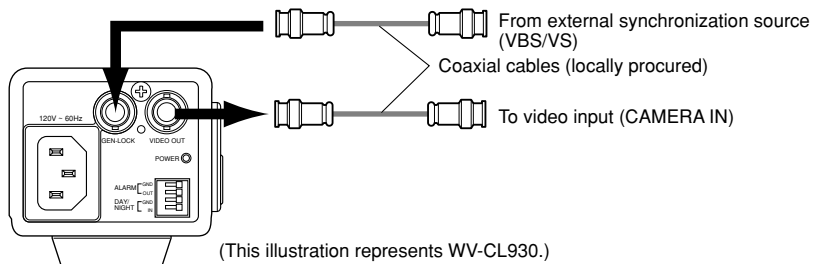 From external synchronization source
(VBS/VS)
Coaxial cables (locally procured)
To video input (CAMERA IN)
120V ~ 60Hz
GEN-LOCK
VIDEO OUT
POWER
ALARM
GND
OUT
DAY/
NIGHT
GND
IN
(This illustration represents WV-CL930.)